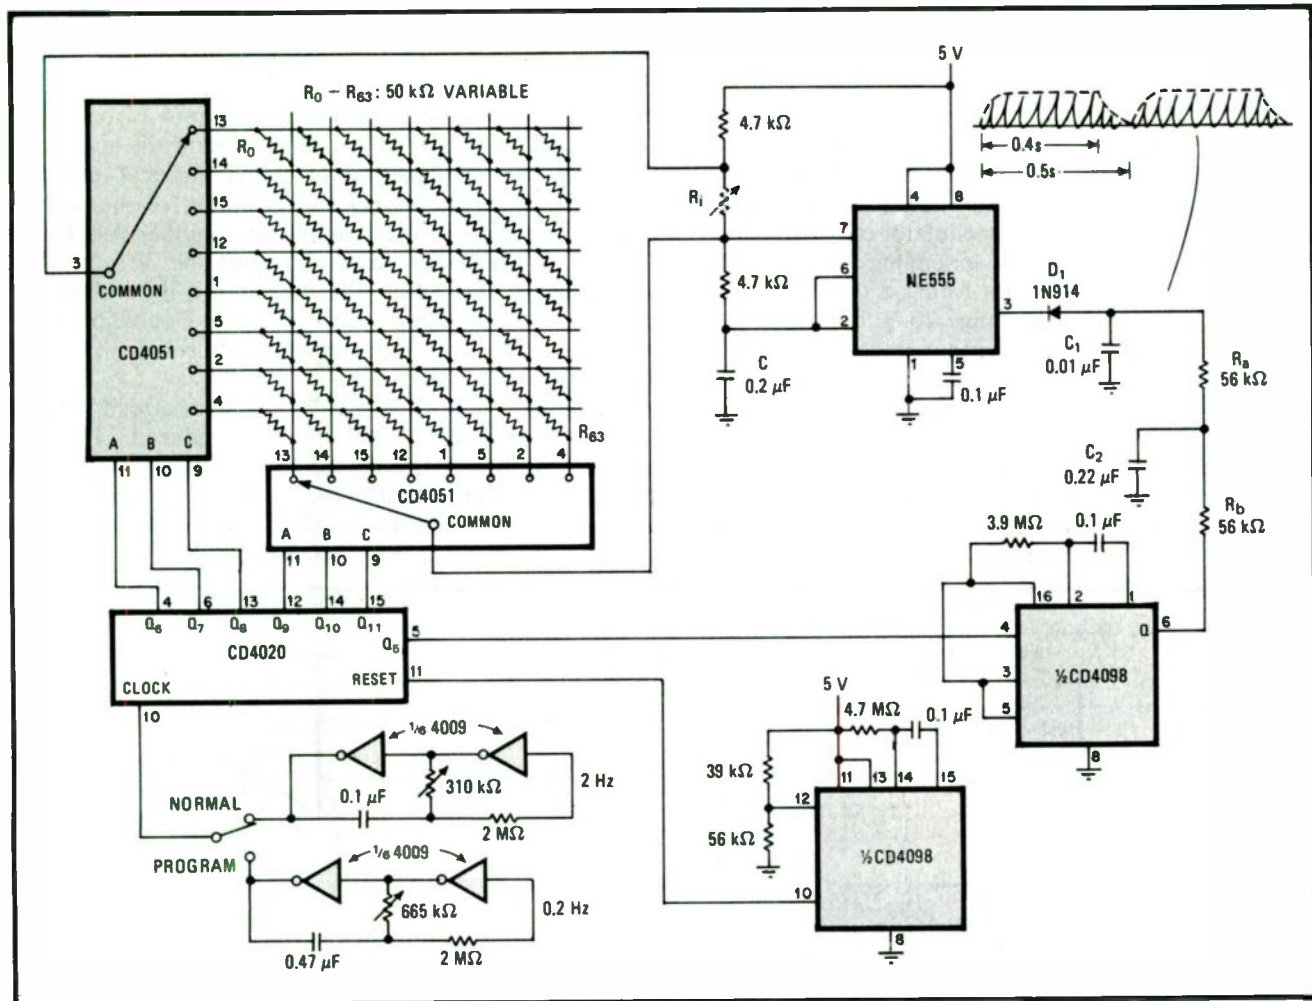 R0 – R63: 50 kΩ VARIABLE
5 V
4.7 kΩ
0.4s
0.5s
13
R0
14
15
12
3
COMMON
1
5
CD4051
2
4
A B C
11 10 9
R63
13 14 15 12 1 5 2 4
CD4051
COMMON
A B C
11 10 9
Ri
4.7 kΩ
C
0.2 µF
4 8
7
6
NE555
2
3
1 5
0.1 µF
D1
1N914
C1
0.01 µF
Ra
56 kΩ
C2
0.22 µF
Rb
56 kΩ
3.9 MΩ
0.1 µF
16 2 1
4
Q 6
3
½CD4098
5
8
4 6 13 12 14 15
Q6 Q7 Q8 Q9 Q10 Q11
Q5 5
CD4020
CLOCK
RESET 11
10
5 V
4.7 MΩ
0.1 µF
39 kΩ
11 13 14 15
12
56 kΩ
½CD4098
10
8
1/6 4009
310 kΩ
2 Hz
NORMAL
0.1 µF
2 MΩ
PROGRAM
1/6 4009
665 kΩ
0.2 Hz
0.47 µF
2 MΩ